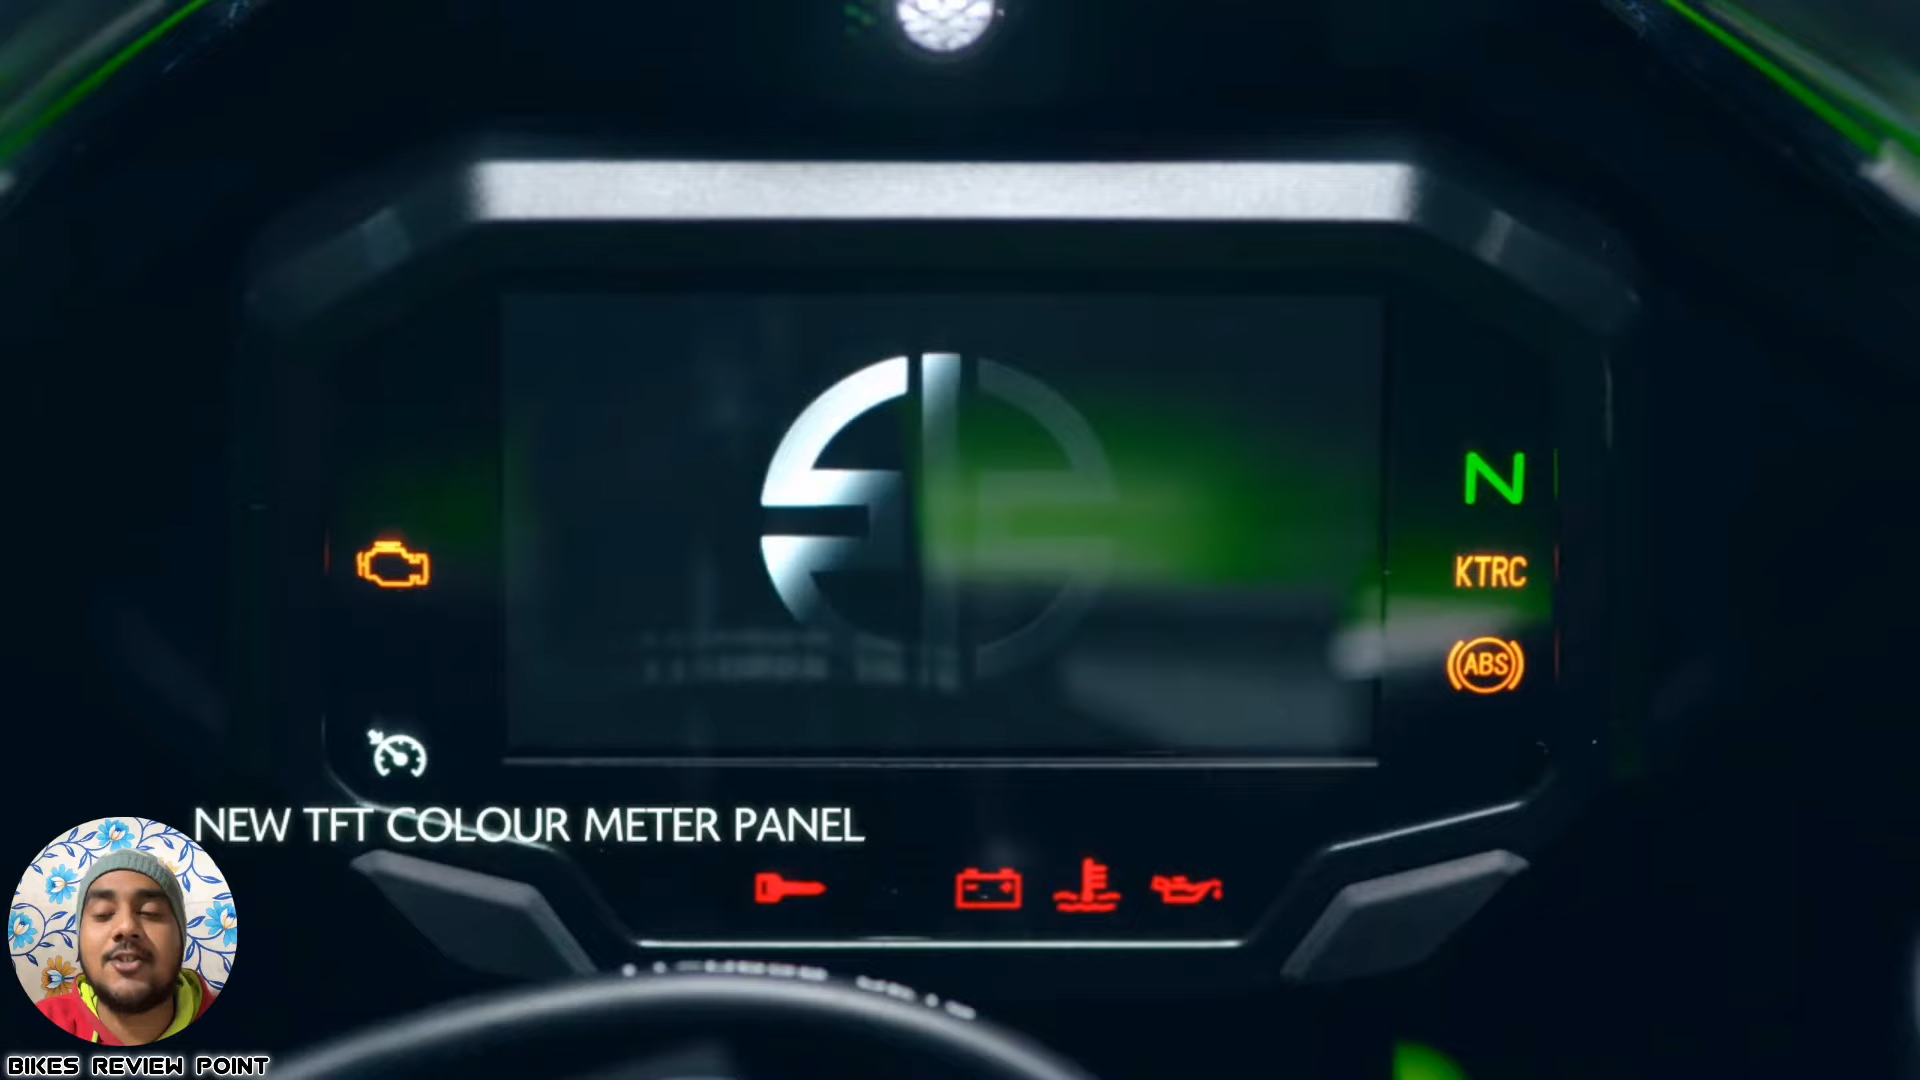 N
KTRC
ABS
NEW TFT COLOUR METER PANEL
BIKES REVIEW POINT